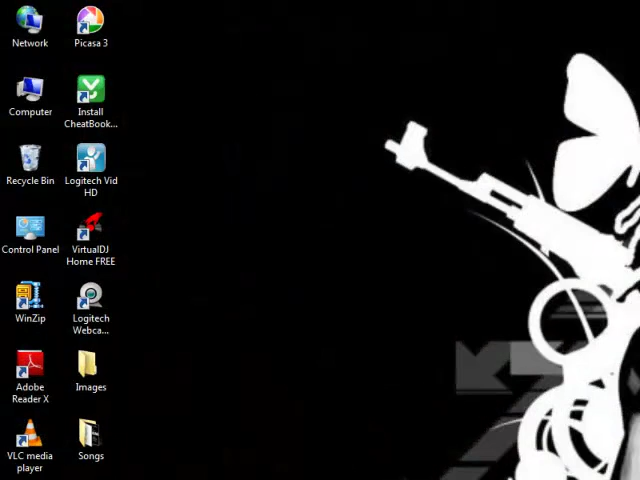 Network
Picasa 3
Computer
Install
CheatBook...
Recycle Bin
Logitech Vid
HD
Control Panel
VirtualDJ
Home FREE
WinZip
Logitech
Webca...
Adobe
Reader X
Images
VLC media
player
Songs